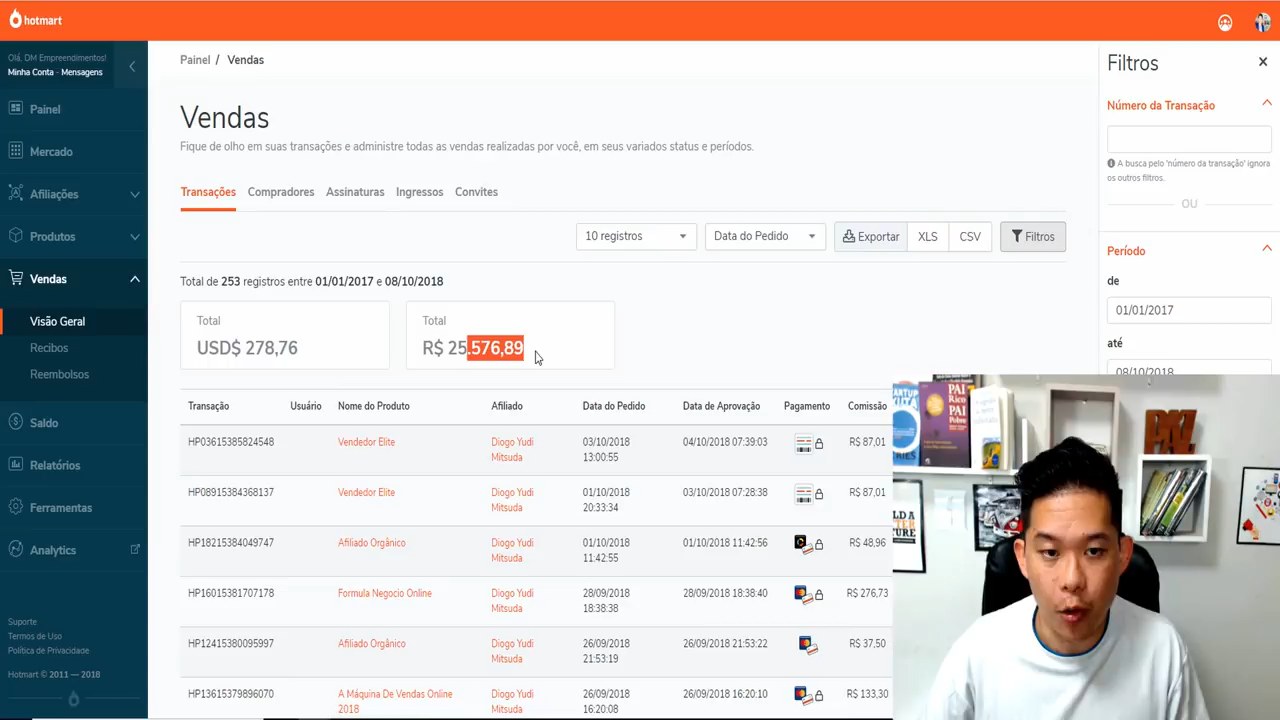 hotmart
Olá, DM Empreendimentos!
Minha Conta - Mensagens
Painel
Mercado
Afiliações
Produtos
Vendas
Visão Geral
Recibos
Reembolsos
Saldo
Relatórios
Ferramentas
Analytics
Suporte
Termos de Uso
Política de Privacidade
Hotmart © 2011 — 2018
Painel / Vendas
Vendas
Fique de olho em suas transações e administre todas as vendas realizadas por você, em seus variados status e períodos.
Transações Compradores Assinaturas Ingressos Convites
10 registros Data do Pedido Exportar XLS CSV Filtros
Total de 253 registros entre 01/01/2017 e 08/10/2018
Total
USD$ 278,76
Total
R$ 25.576,89
Transação Usuário Nome do Produto Afiliado Data do Pedido Data de Aprovação Pagamento Comissão
HP03615385824548 Vendedor Elite Diogo Yudi 03/10/2018 04/10/2018 07:39:03 R$ 87,01
Mitsuda 13:00:55
HP08915384368137 Vendedor Elite Diogo Yudi 01/10/2018 03/10/2018 07:28:38 R$ 87,01
Mitsuda 20:33:34
HP18215384049747 Afiliado Orgânico Diogo Yudi 01/10/2018 01/10/2018 11:42:56 R$ 48,96
Mitsuda 11:42:55
HP16015381707178 Formula Negocio Online Diogo Yudi 28/09/2018 28/09/2018 18:38:40 R$ 276,73
Mitsuda 18:38:38
HP12415380095997 Afiliado Orgânico Diogo Yudi 26/09/2018 26/09/2018 21:53:22 R$ 37,50
Mitsuda 21:53:19
HP13615379896070 A Máquina De Vendas Online Diogo Yudi 26/09/2018 26/09/2018 16:20:10 R$ 133,30
2018 Mitsuda 16:20:08
Filtros
Número da Transação
A busca pelo 'número da transação' ignora
os outros filtros.
OU
Período
de
01/01/2017
até
08/10/2018
STARTUP
PAI
Rico
PAI
Pobre